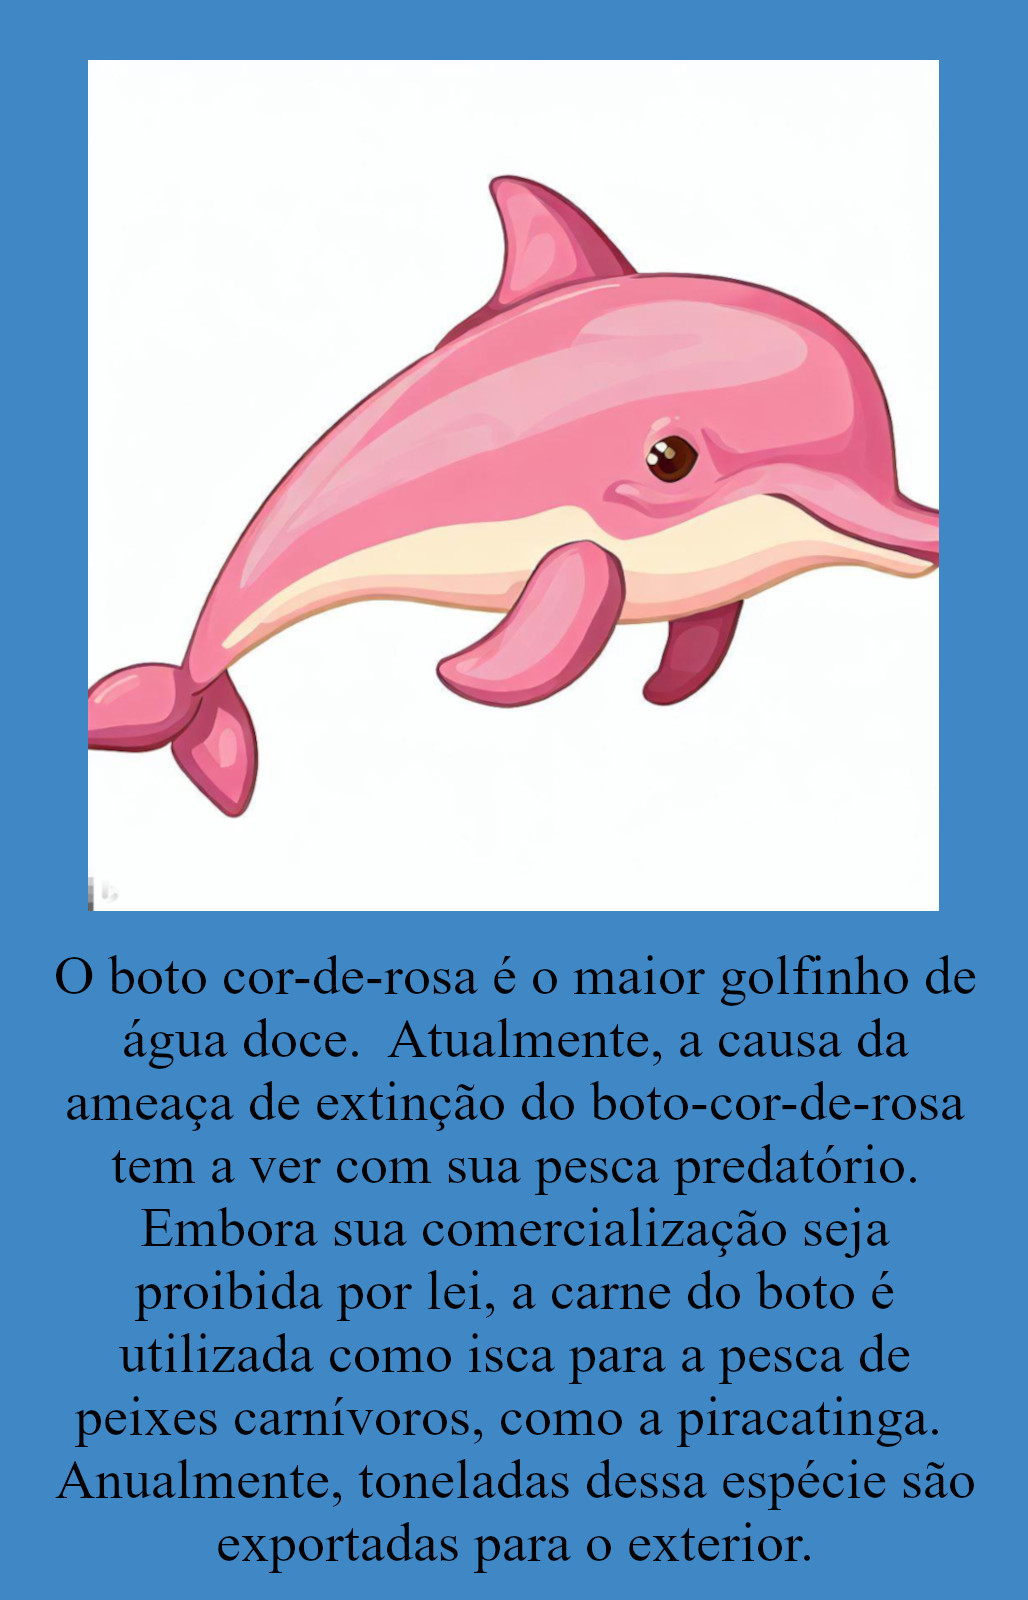 O boto cor-de-rosa é o maior golfinho de
água doce.  Atualmente, a causa da
ameaça de extinção do boto-cor-de-rosa
tem a ver com sua pesca predatório.
Embora sua comercialização seja
proibida por lei, a carne do boto é
utilizada como isca para a pesca de
peixes carnívoros, como a piracatinga.
Anualmente, toneladas dessa espécie são
exportadas para o exterior.